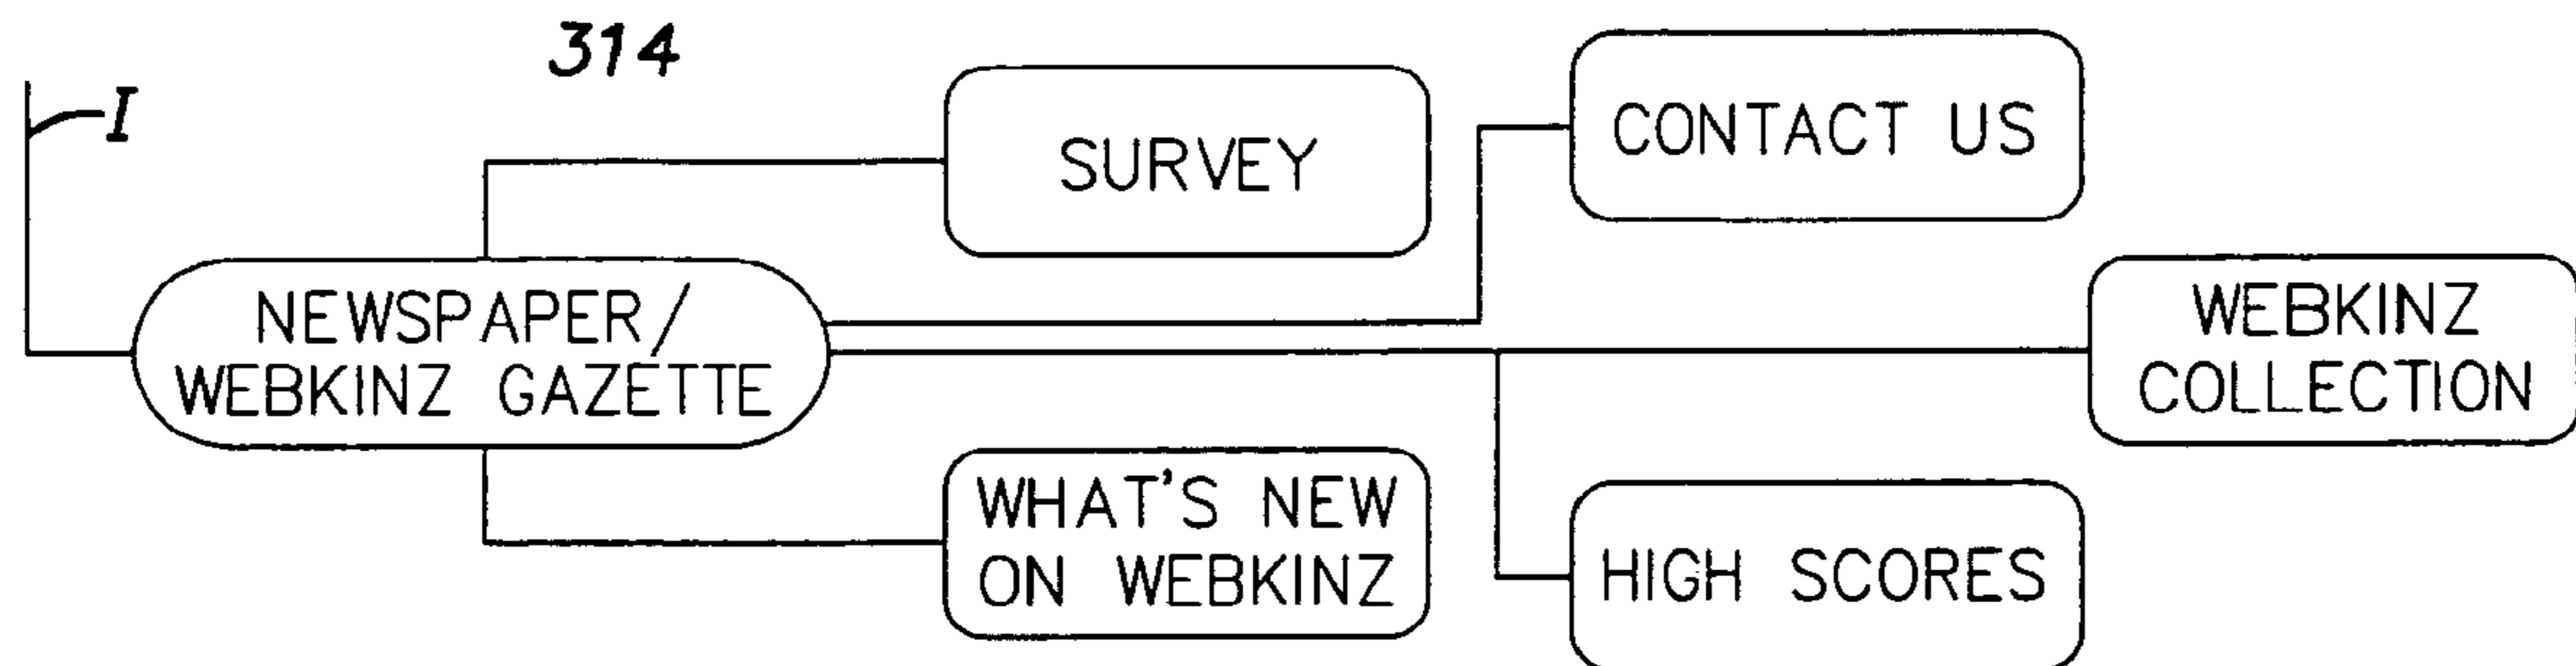 314
I
SURVEY
CONTACT US
NEWSPAPER/
WEBKINZ GAZETTE
WEBKINZ
COLLECTION
WHAT'S NEW
ON WEBKINZ
HIGH SCORES